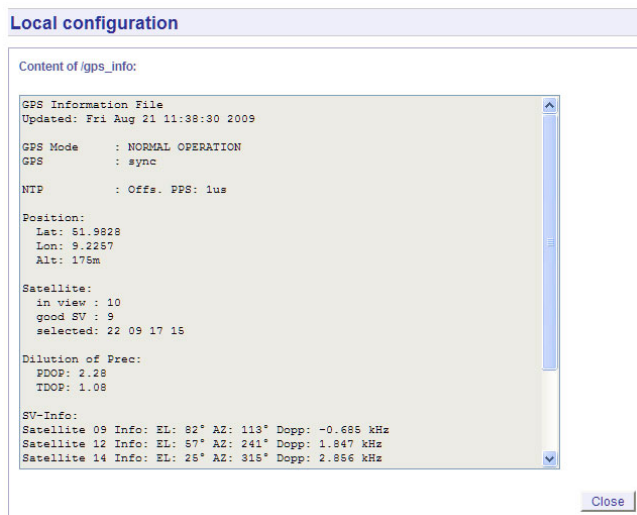 Local configuration
Content of /gps_info:
GPS Information File
Updated: Fri Aug 21 11:38:30 2009
GPS Mode     : NORMAL OPERATION
GPS          : sync
NTP          : Offs. PPS: 1us
Position:
  Lat: 51.9828
  Lon: 9.2257
  Alt: 175m
Satellite:
  in view : 10
  good SV : 9
  selected: 22 09 17 15
Dilution of Prec:
  PDOP: 2.28
  TDOP: 1.08
SV-Info:
Satellite 09 Info: EL: 82° AZ: 113° Dopp: -0.685 kHz
Satellite 12 Info: EL: 57° AZ: 241° Dopp: 1.847 kHz
Satellite 14 Info: EL: 25° AZ: 315° Dopp: 2.856 kHz
Close